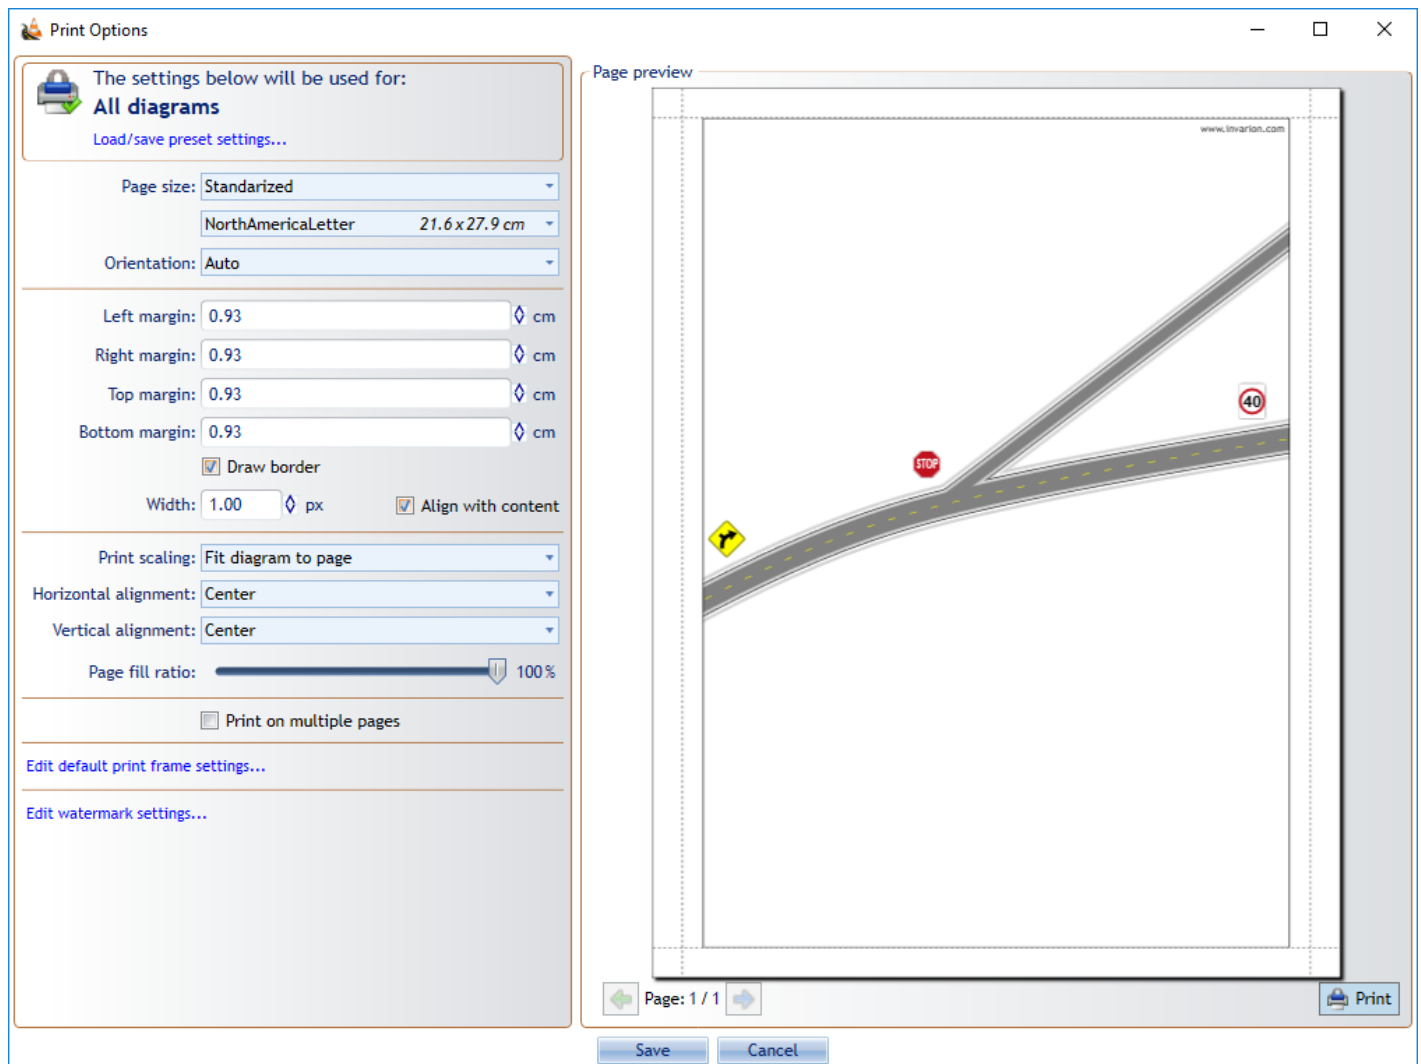 Print Options
The settings below will be used for:
All diagrams
Load/save preset settings...
Page size: Standarized
NorthAmericaLetter 21.6 x 27.9 cm
Orientation: Auto
Left margin: 0.93 cm
Right margin: 0.93 cm
Top margin: 0.93 cm
Bottom margin: 0.93 cm
Draw border
Width: 1.00 px Align with content
Print scaling: Fit diagram to page
Horizontal alignment: Center
Vertical alignment: Center
Page fill ratio: 100%
Print on multiple pages
Edit default print frame settings...
Edit watermark settings...
Page preview
www.invarion.com
40
STOP
Page: 1 / 1
Print
Save Cancel